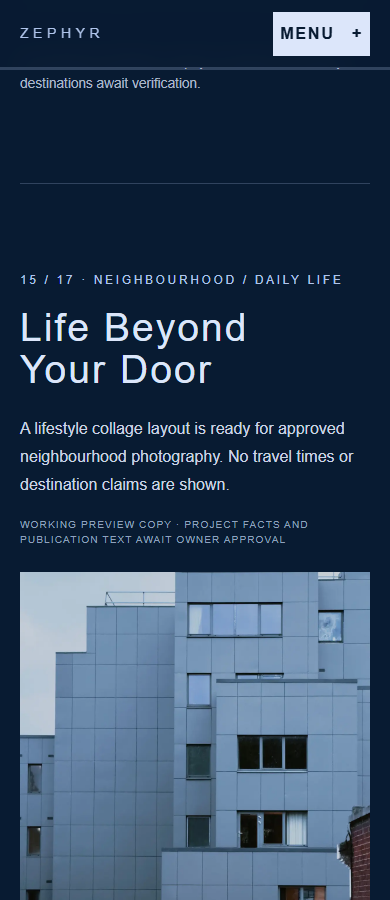 ZEPHYR
MENU +
destinations await verification.
15 / 17 · NEIGHBOURHOOD / DAILY LIFE
Life Beyond
Your Door
A lifestyle collage layout is ready for approved
neighbourhood photography. No travel times or
destination claims are shown.
WORKING PREVIEW COPY · PROJECT FACTS AND
PUBLICATION TEXT AWAIT OWNER APPROVAL